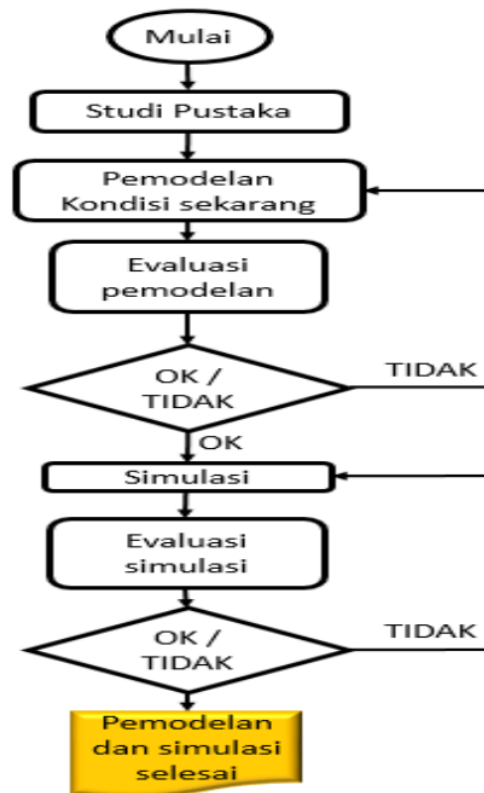 Mulai
Studi Pustaka
Pemodelan
Kondisi sekarang
Evaluasi
pemodelan
OK /
TIDAK
TIDAK
OK
Simulasi
Evaluasi
simulasi
OK /
TIDAK
TIDAK
Pemodelan
dan simulasi
selesai